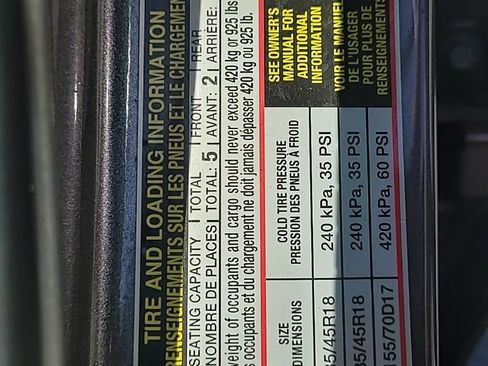 TIRE AND LOADING INFORMATION
RENSEIGNEMENTS SUR LES PNEUS ET LE CHARGEMENT
SEATING CAPACITY TOTAL FRONT REAR
NOMBRE DE PLACES TOTAL: 5 AVANT: 2 ARRIÈRE:
weight of occupants and cargo should never exceed 420 kg or 925 lbs
s occupants et du chargement ne doit jamais dépasser 420 kg ou 925 lb.
SIZE
DIMENSIONS
COLD TIRE PRESSURE
PRESSION DES PNEUS À FROID
SEE OWNER'S
MANUAL FOR
ADDITIONAL
INFORMATION
5/45R18 240 kPa, 35 PSI
5/45R18 240 kPa, 35 PSI
155/70D17 420 kPa, 60 PSI
VOIR LE MANUEL
DE L'USAGER
POUR PLUS DE
RENSEIGNEMENTS